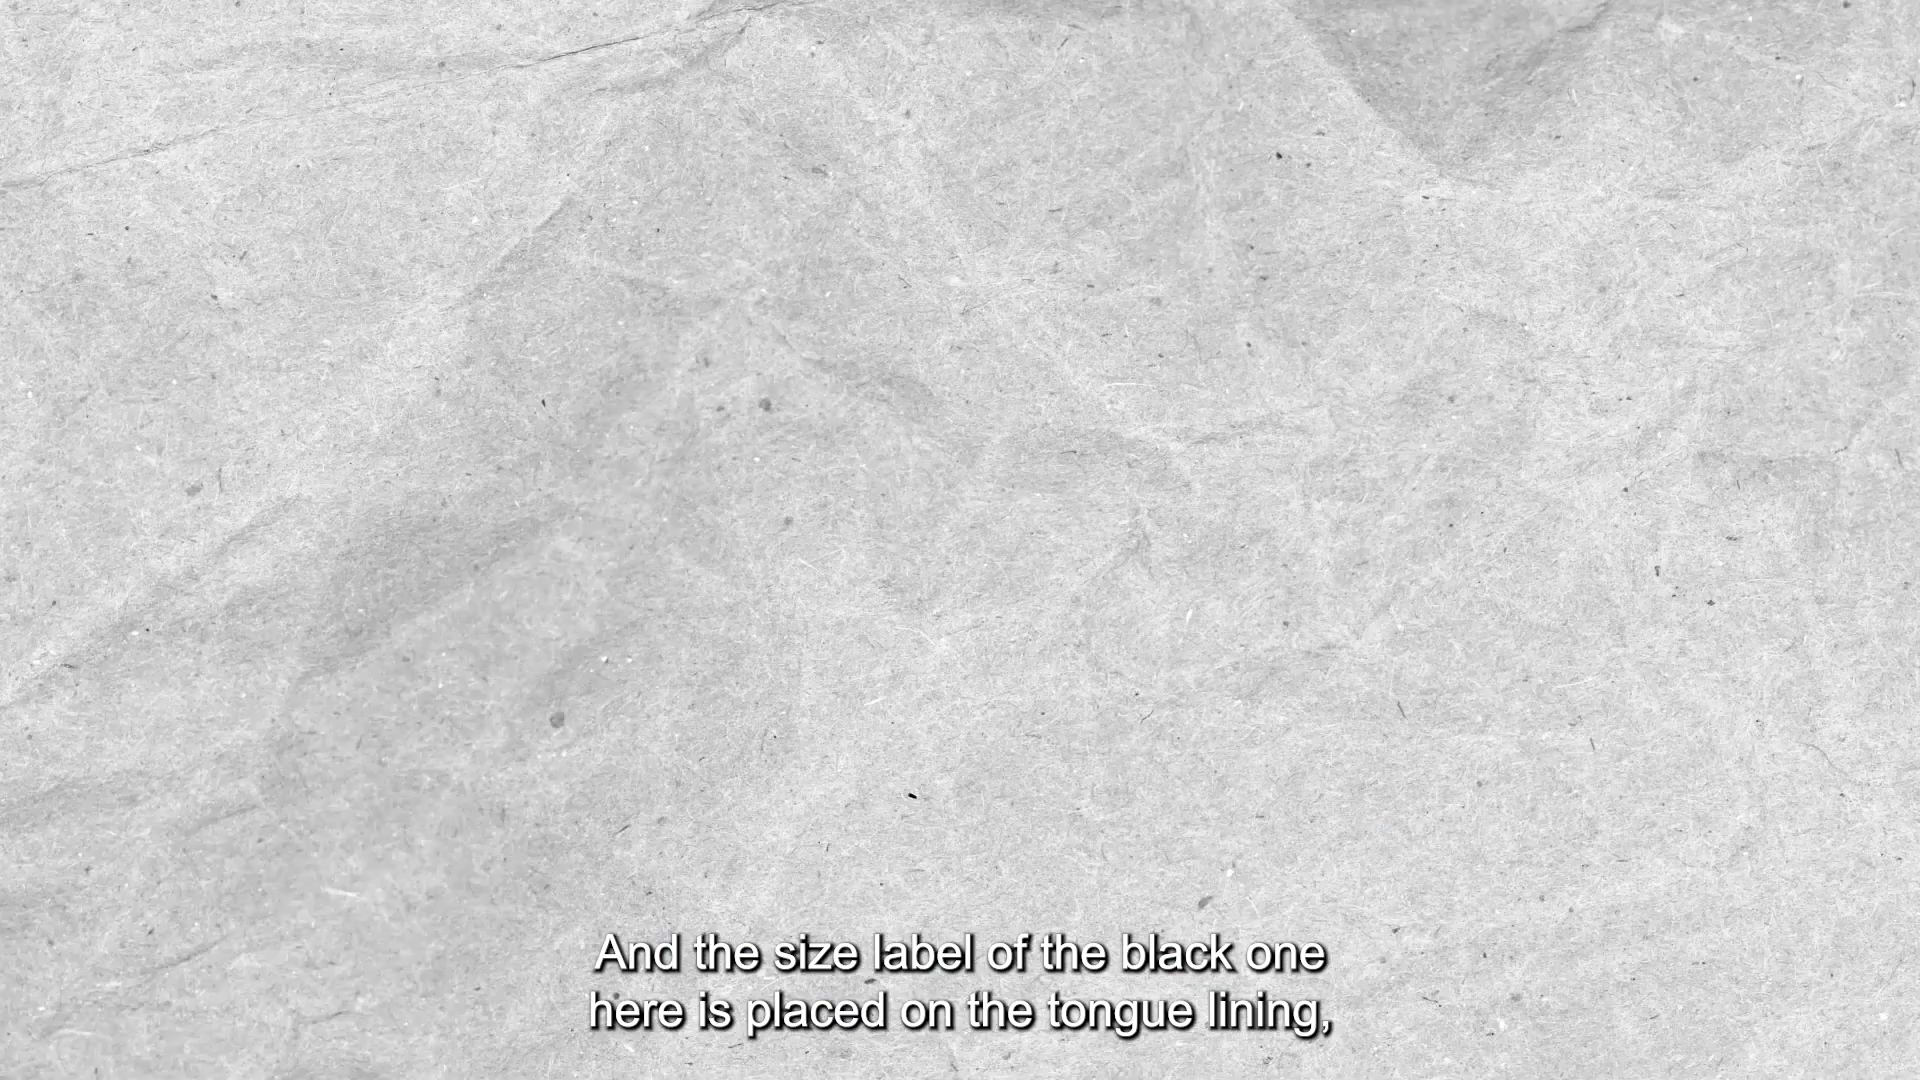 And the size label of the black one
here is placed on the tongue lining,